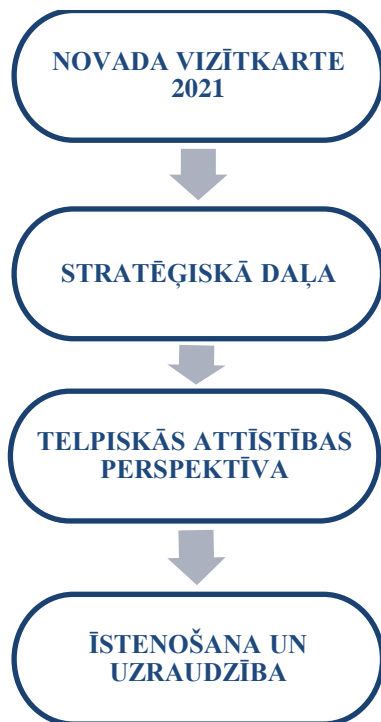 NOVADA VIZĪTKARTE
2021
STRATĒĢISKĀ DAĻA
TELPISKĀS ATTĪSTĪBAS
PERSPEKTĪVA
ĪSTENOŠANA UN
UZRAUDZĪBA